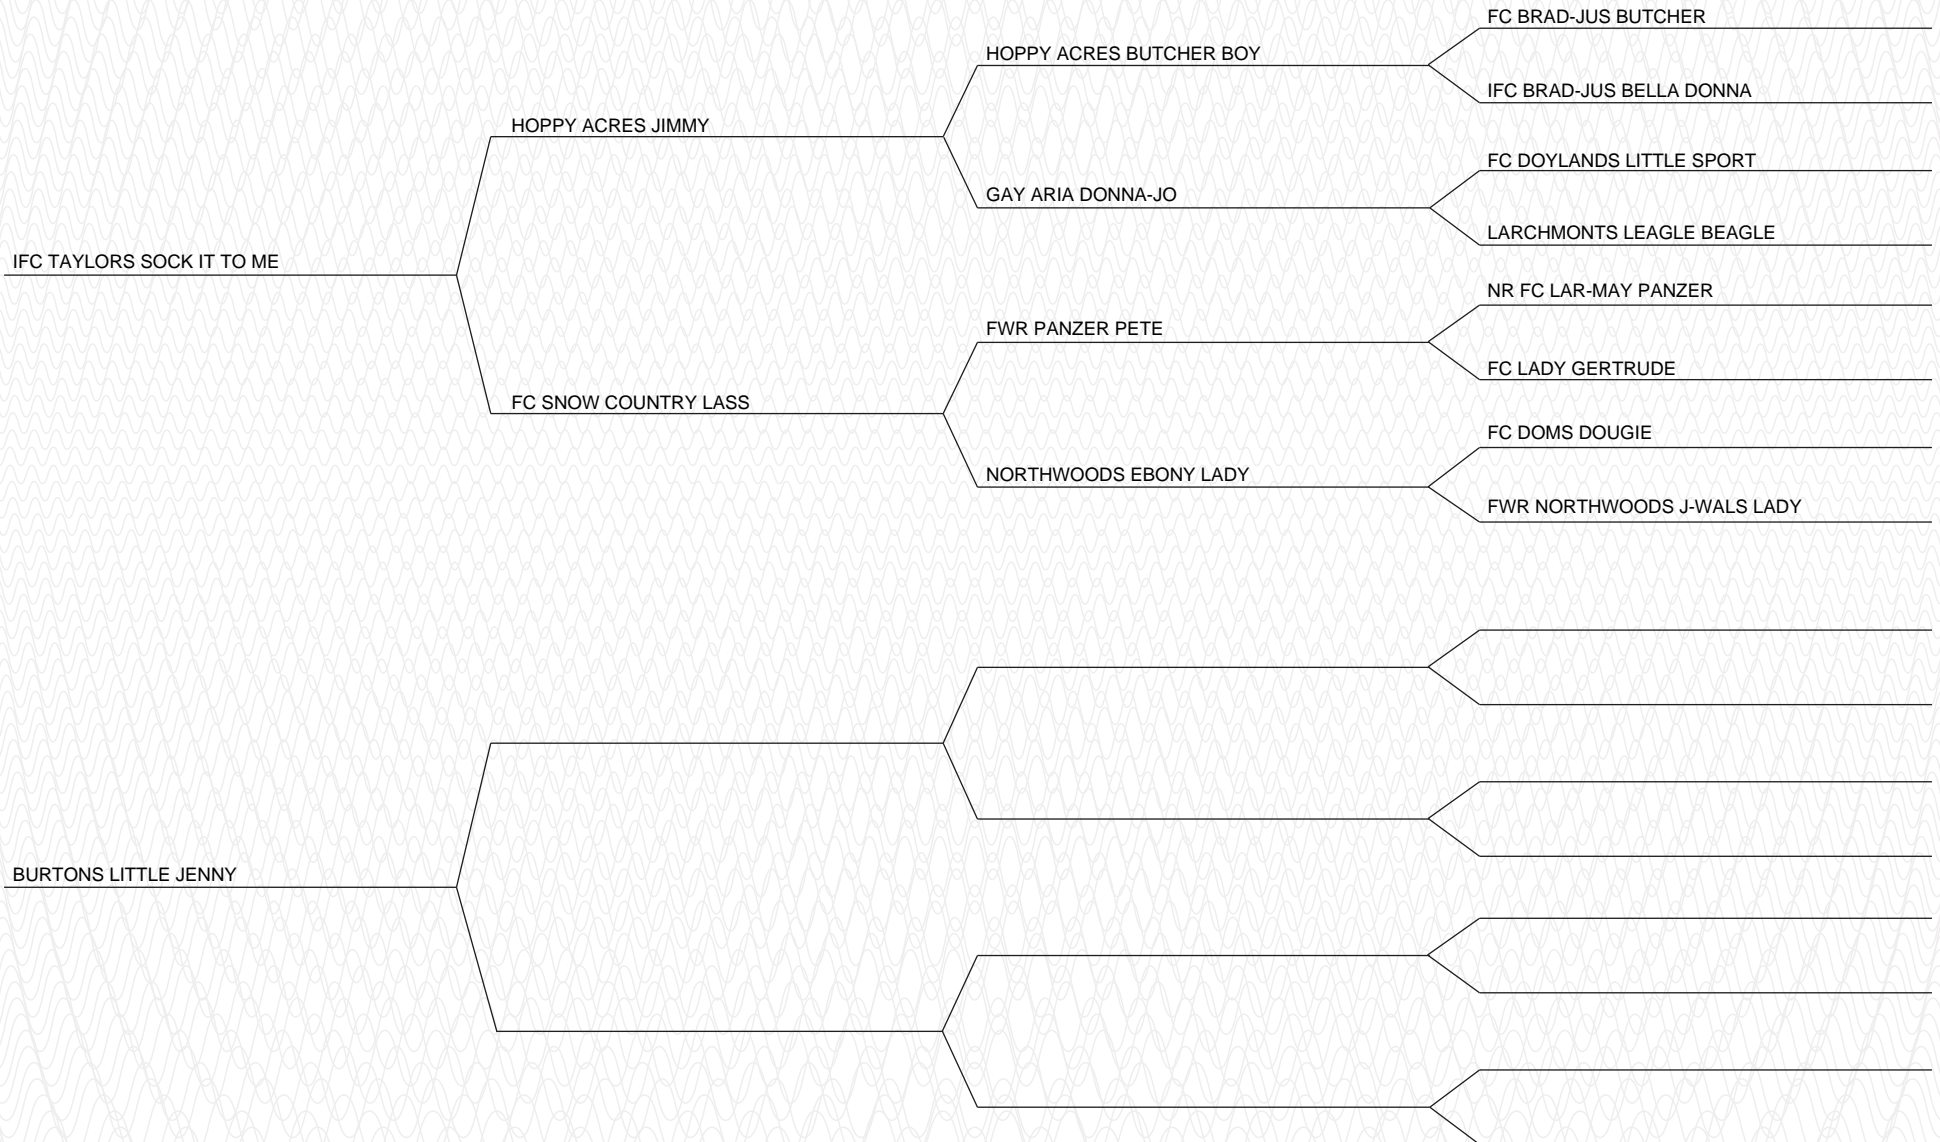 FC BRAD-JUS BUTCHER
HOPPY ACRES BUTCHER BOY
IFC BRAD-JUS BELLA DONNA
HOPPY ACRES JIMMY
FC DOYLANDS LITTLE SPORT
GAY ARIA DONNA-JO
LARCHMONTS LEAGLE BEAGLE
IFC TAYLORS SOCK IT TO ME
NR FC LAR-MAY PANZER
FWR PANZER PETE
FC LADY GERTRUDE
FC SNOW COUNTRY LASS
FC DOMS DOUGIE
NORTHWOODS EBONY LADY
FWR NORTHWOODS J-WALS LADY
BURTONS LITTLE JENNY